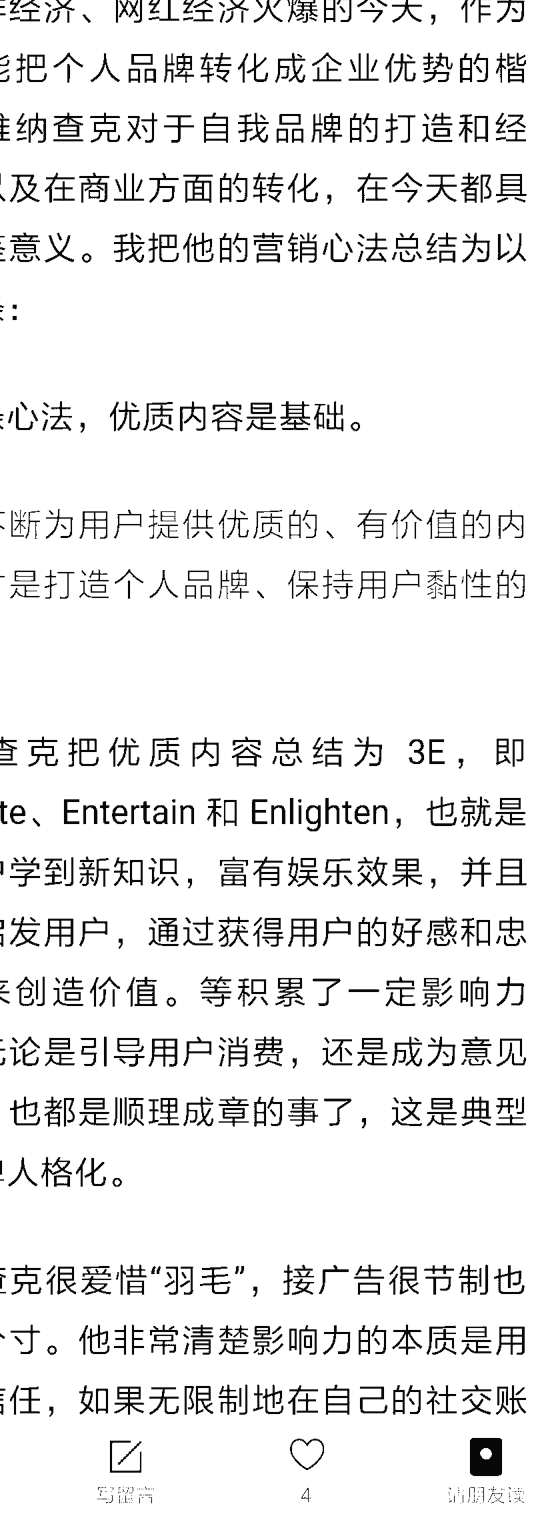 经济、网红经济火爆的今天，作为
能把个人品牌转化成企业优势的楷
维纳查克对于自我品牌的打造和经
以及在商业方面的转化，在今天都具
意义。我把他的营销心法总结为以
：
心法，优质内容是基础。
不断为用户提供优质的、有价值的内
是打造个人品牌、保持用户黏性的
查克把优质内容总结为 3E，即
te、Entertain 和 Enlighten，也就是
学到新知识，富有娱乐效果，并且
启发用户，通过获得用户的好感和忠
来创造价值。等积累了一定影响力
无论是引导用户消费，还是成为意见
，也都是顺理成章的事了，这是典型
人格化。
查克很爱惜“羽毛”，接广告很节制也
寸。他非常清楚影响力的本质是用
信任，如果无限制地在自己的社交账
写留言 4 请朋友读